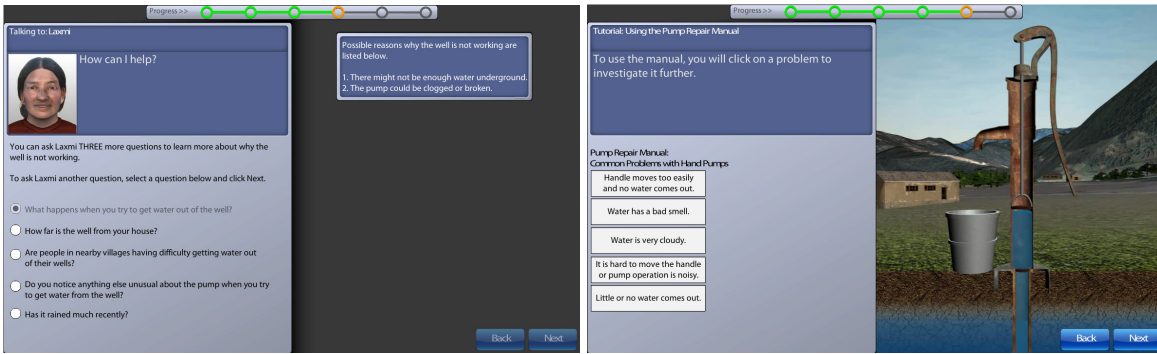 Progress >>
Talking to: Laxmi
How can I help?
You can ask Laxmi THREE more questions to learn more about why the
well is not working.
To ask Laxmi another question, select a question below and click Next.
What happens when you try to get water out of the well?
How far is the well from your house?
Are people in nearby villages having difficulty getting water out
of their wells?
Do you notice anything else unusual about the pump when you try
to get water from the well?
Has it rained much recently?
Possible reasons why the well is not working are
listed below.
1. There might not be enough water underground.
2. The pump could be clogged or broken.
Back
Next
Progress >>
Tutorial: Using the Pump Repair Manual
To use the manual, you will click on a problem to
investigate it further.
Pump Repair Manual:
Common Problems with Hand Pumps
Handle moves too easily
and no water comes out.
Water has a bad smell.
Water is very cloudy.
It is hard to move the handle
or pump operation is noisy.
Little or no water comes out.
Back
Next